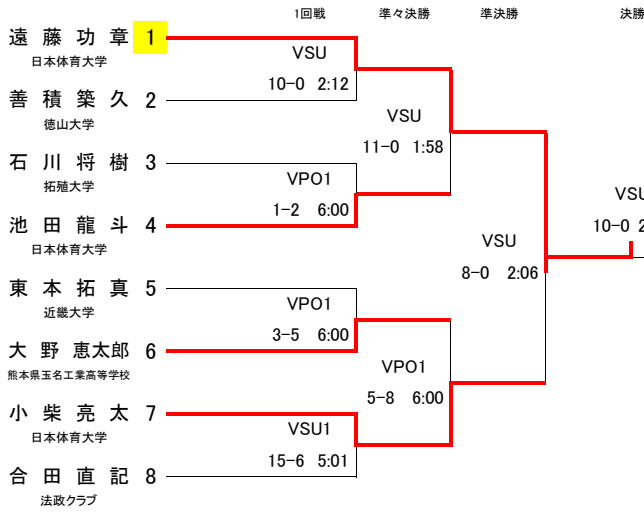 1回戦 準々決勝 準決勝 決勝
遠藤功章 1
日本体育大学
VSU
10-0 2:12
善積築久 2
徳山大学
VSU
11-0 1:58
石川将樹 3
拓殖大学
VPO1
1-2 6:00
池田龍斗 4
日本体育大学
VSU
10-0 2
VSU
8-0 2:06
東本拓真 5
近畿大学
VPO1
3-5 6:00
大野恵太郎 6
熊本県玉名工業高等学校
VPO1
5-8 6:00
小柴亮太 7
日本体育大学
VSU1
15-6 5:01
合田直記 8
法政クラブ